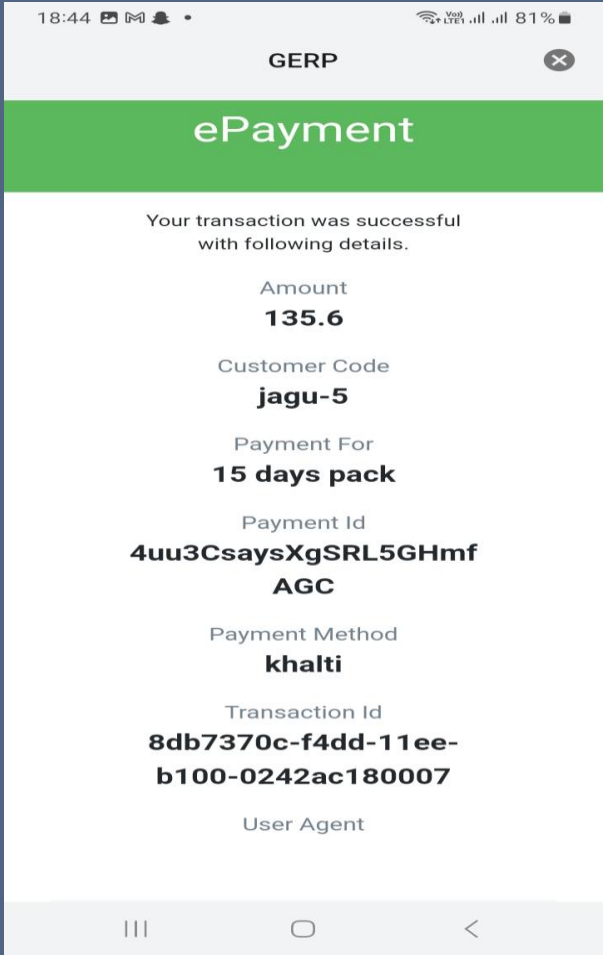 18:44
81%
GERP
ePayment
Your transaction was successful
with following details.
Amount
135.6
Customer Code
jagu-5
Payment For
15 days pack
Payment Id
4uu3CsaysXgSRL5GHmf
AGC
Payment Method
khalti
Transaction Id
8db7370c-f4dd-11ee-
b100-0242ac180007
User Agent